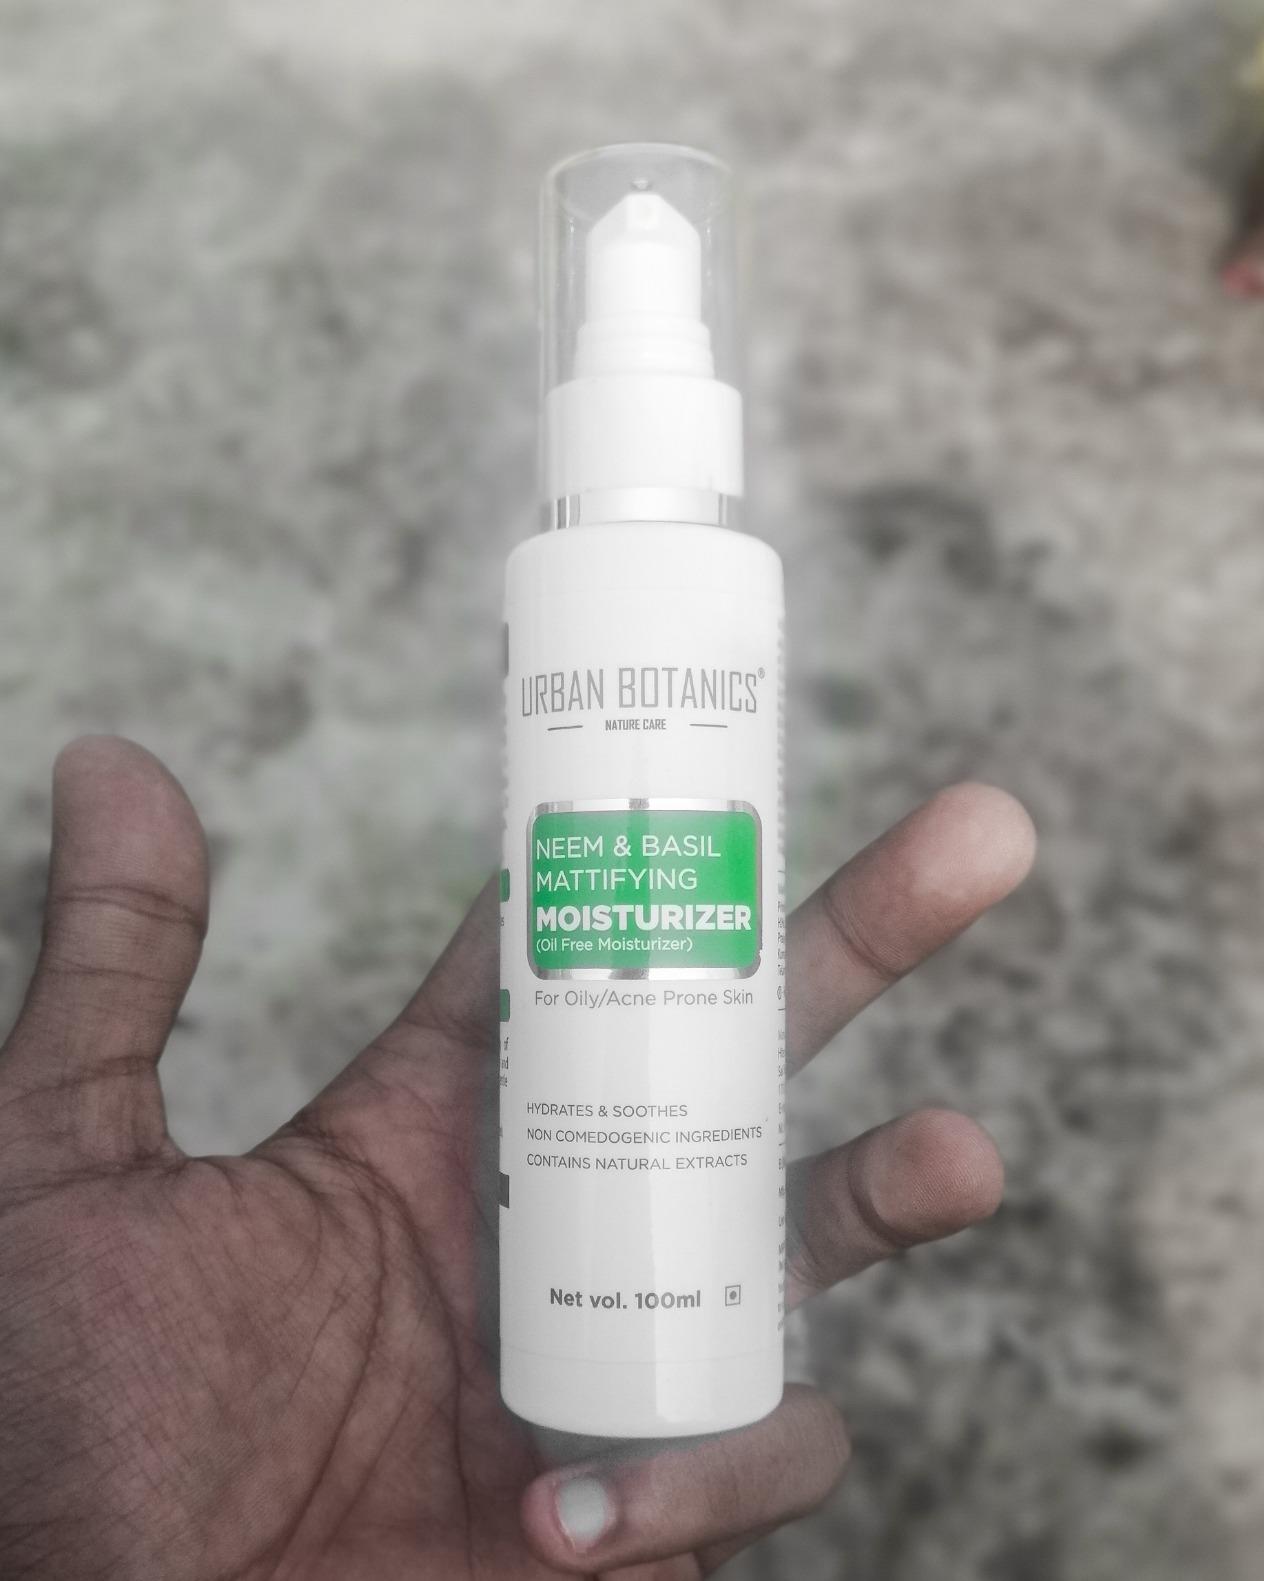 URBAN BOTANICS®
NATURE CARE
NEEM & BASIL
MATTIFYING
MOISTURIZER
(Oil Free Moisturizer)
For Oily/Acne Prone Skin
HYDRATES & SOOTHES
NON COMEDOGENIC INGREDIENTS
CONTAINS NATURAL EXTRACTS
Net vol. 100ml